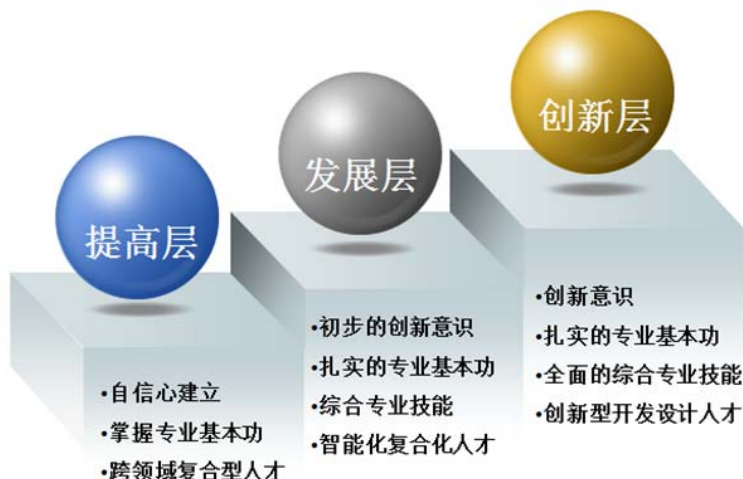 提高层
·自信心建立
·掌握专业基本功
·跨领域复合型人才
发展层
·初步的创新意识
·扎实的专业基本功
·综合专业技能
·智能化复合化人才
创新层
·创新意识
·扎实的专业基本功
·全面的综合专业技能
·创新型开发设计人才